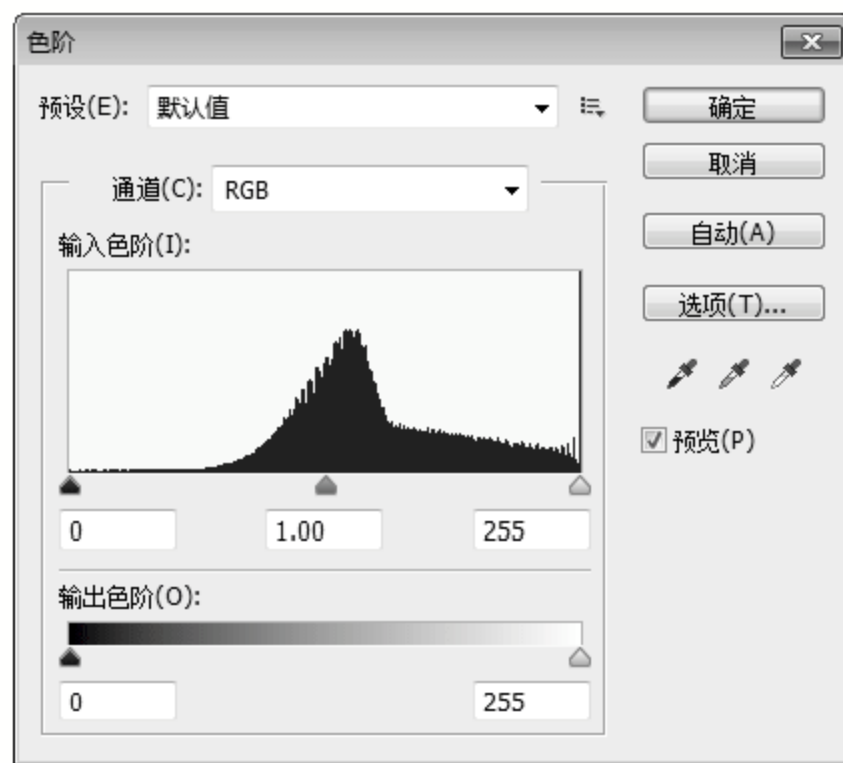 色阶
预设(E): 默认值
确定
取消
通道(C): RGB
自动(A)
输入色阶(I):
选项(T)...
预览(P)
0 1.00 255
输出色阶(O):
0 255